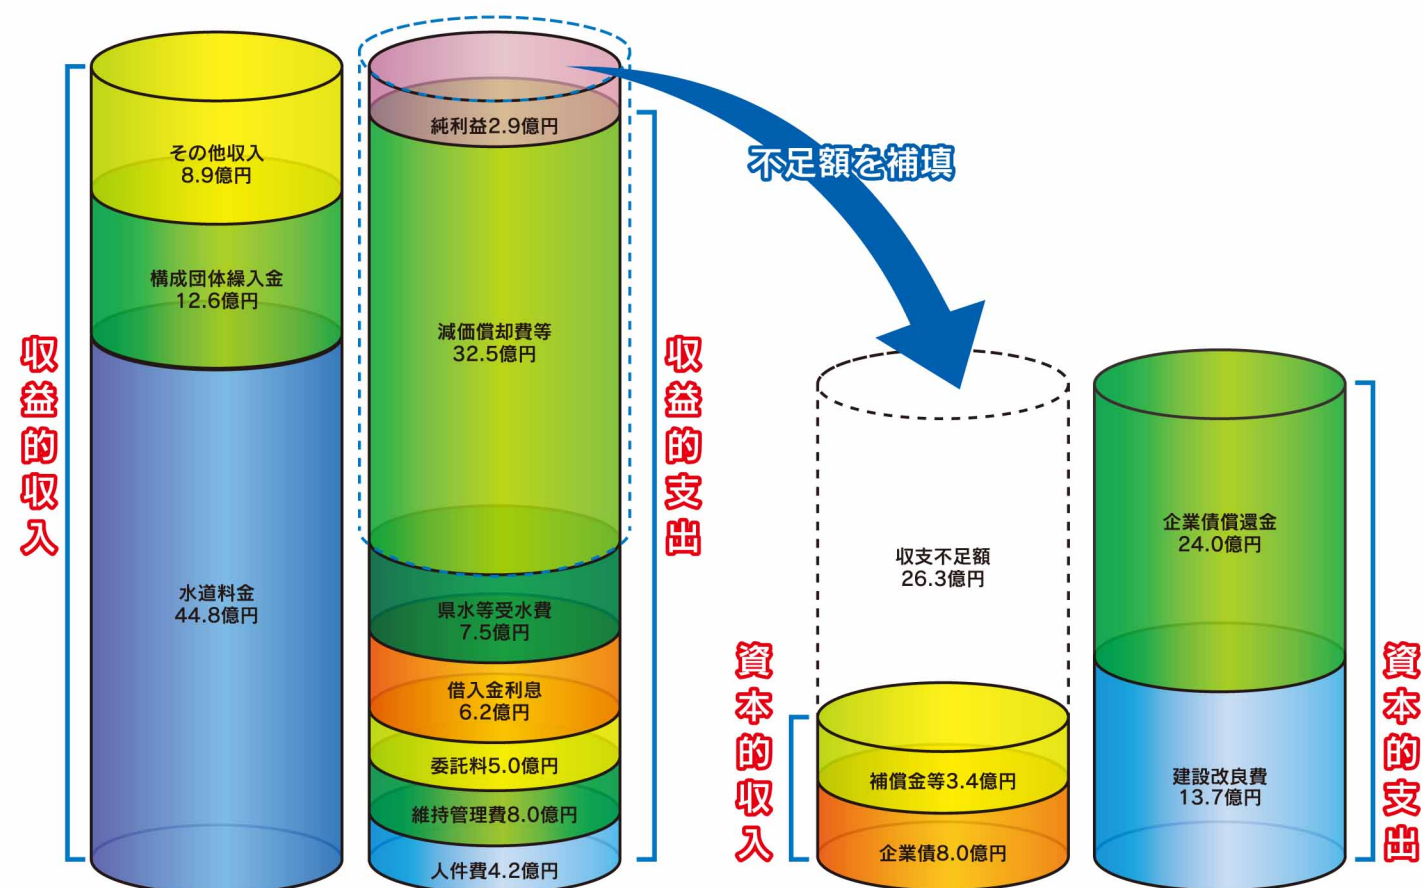 収益的収入
その他収入
8.9億円
構成団体繰入金
12.6億円
水道料金
44.8億円
純利益2.9億円
減価償却費等
32.5億円
県水等受水費
7.5億円
借入金利息
6.2億円
委託料5.0億円
維持管理費8.0億円
人件費4.2億円
収益的支出
不足額を補填
資本的収入
収支不足額
26.3億円
補償金等3.4億円
企業債8.0億円
企業債償還金
24.0億円
建設改良費
13.7億円
資本的支出